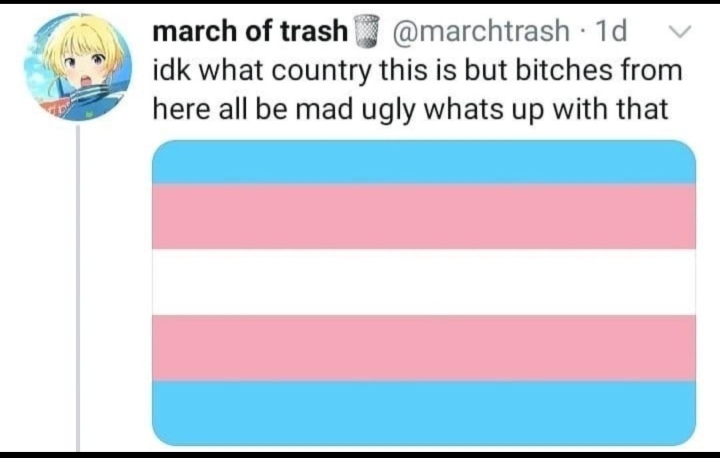 march of trash🗑 @marchtrash · 1d
idk what country this is but bitches from
here all be mad ugly whats up with that